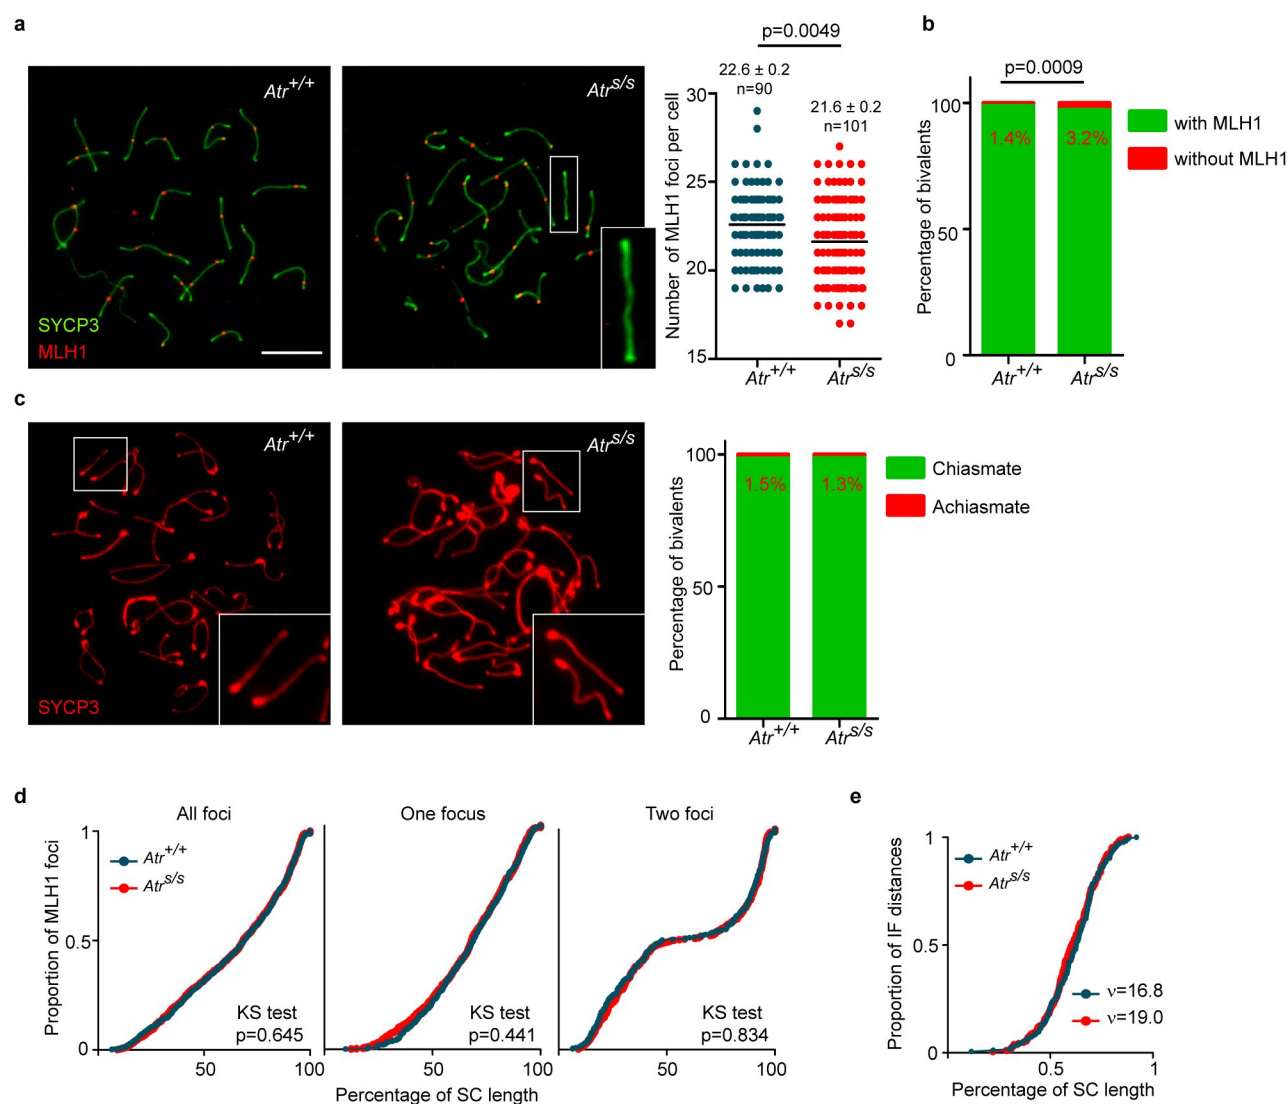 a
Atr+/+
SYCP3
MLH1
Atrs/s
p=0.0049
22.6 ± 0.2
n=90
21.6 ± 0.2
n=101
Number of MLH1 foci per cell
30
25
20
15
Atr+/+
Atrs/s
b
p=0.0009
Percentage of bivalents
100
50
0
1.4%
3.2%
Atr+/+
Atrs/s
with MLH1
without MLH1
c
Atr+/+
SYCP3
Atrs/s
Percentage of bivalents
100
50
0
1.5%
1.3%
Atr+/+
Atrs/s
Chiasmate
Achiasmate
d
Proportion of MLH1 foci
1
0.5
0
All foci
Atr+/+
Atrs/s
KS test
p=0.645
50
100
One focus
KS test
p=0.441
50
100
Two foci
KS test
p=0.834
50
100
Percentage of SC length
e
Proportion of IF distances
1
0.5
0
Atr+/+
Atrs/s
ν=16.8
ν=19.0
0.5
1
Percentage of SC length